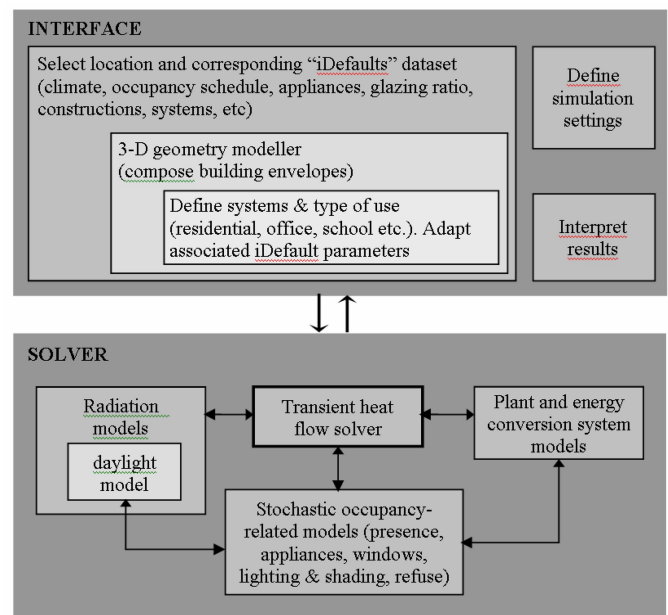 INTERFACE
Select location and corresponding “iDefaults” dataset
(climate, occupancy schedule, appliances, glazing ratio,
constructions, systems, etc)
3-D geometry modeller
(compose building envelopes)
Define systems & type of use
(residential, office, school etc.). Adapt
associated iDefault parameters
Define
simulation
settings
Interpret
results
SOLVER
Radiation
models
daylight
model
Transient heat
flow solver
Plant and energy
conversion system
models
Stochastic occupancy-
related models (presence,
appliances, windows,
lighting & shading, refuse)